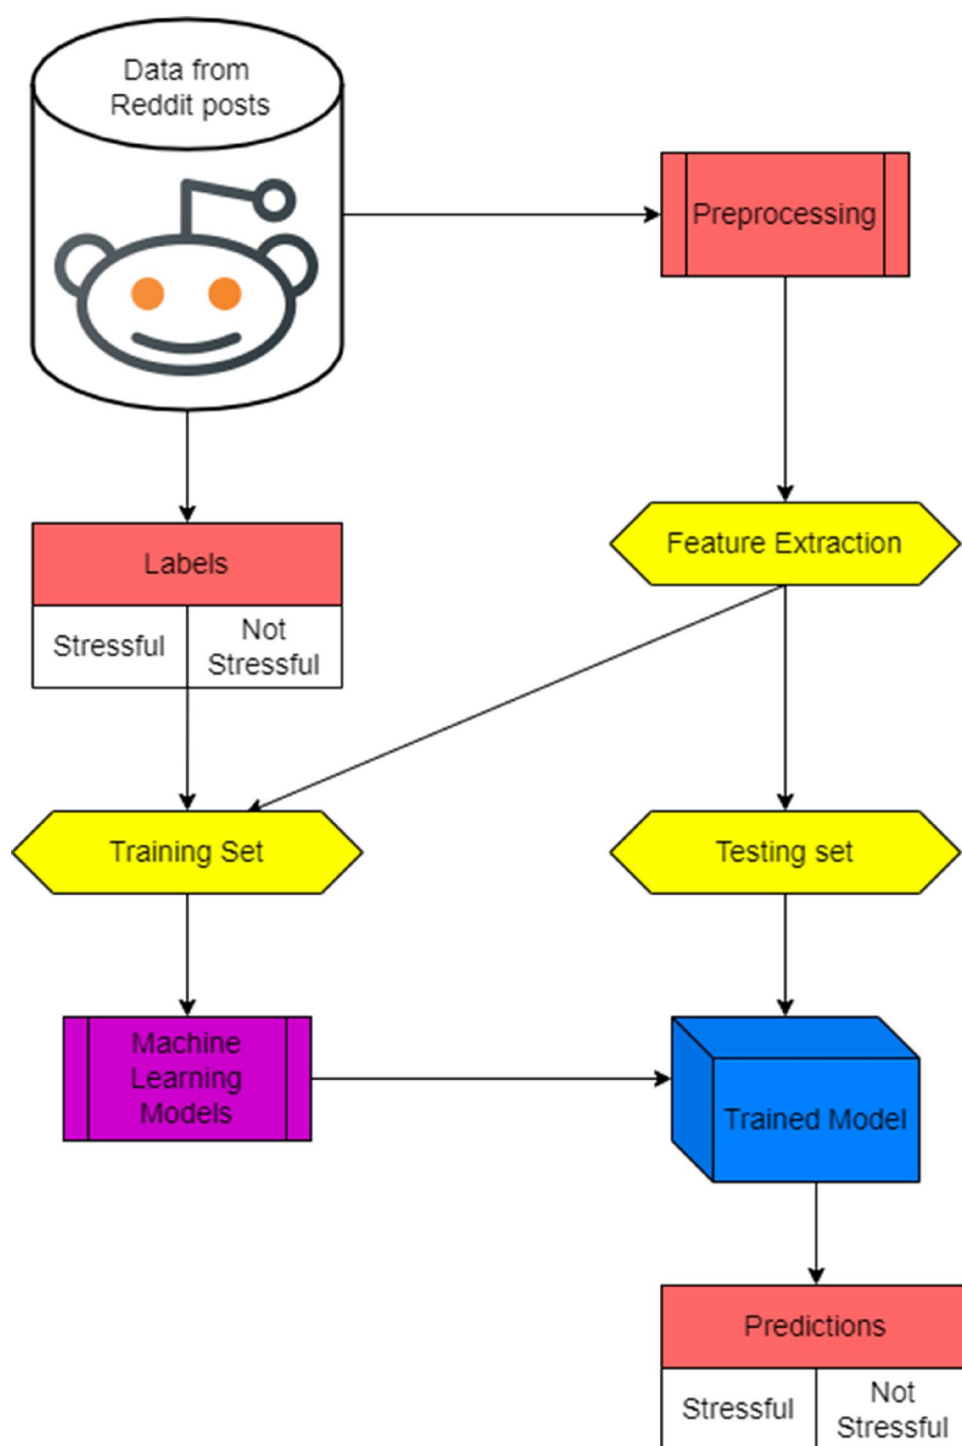 Data from
Reddit posts
Preprocessing
Labels
Stressful
Not
Stressful
Feature Extraction
Training Set
Testing set
Machine
Learning
Models
Trained Model
Predictions
Stressful
Not
Stressful